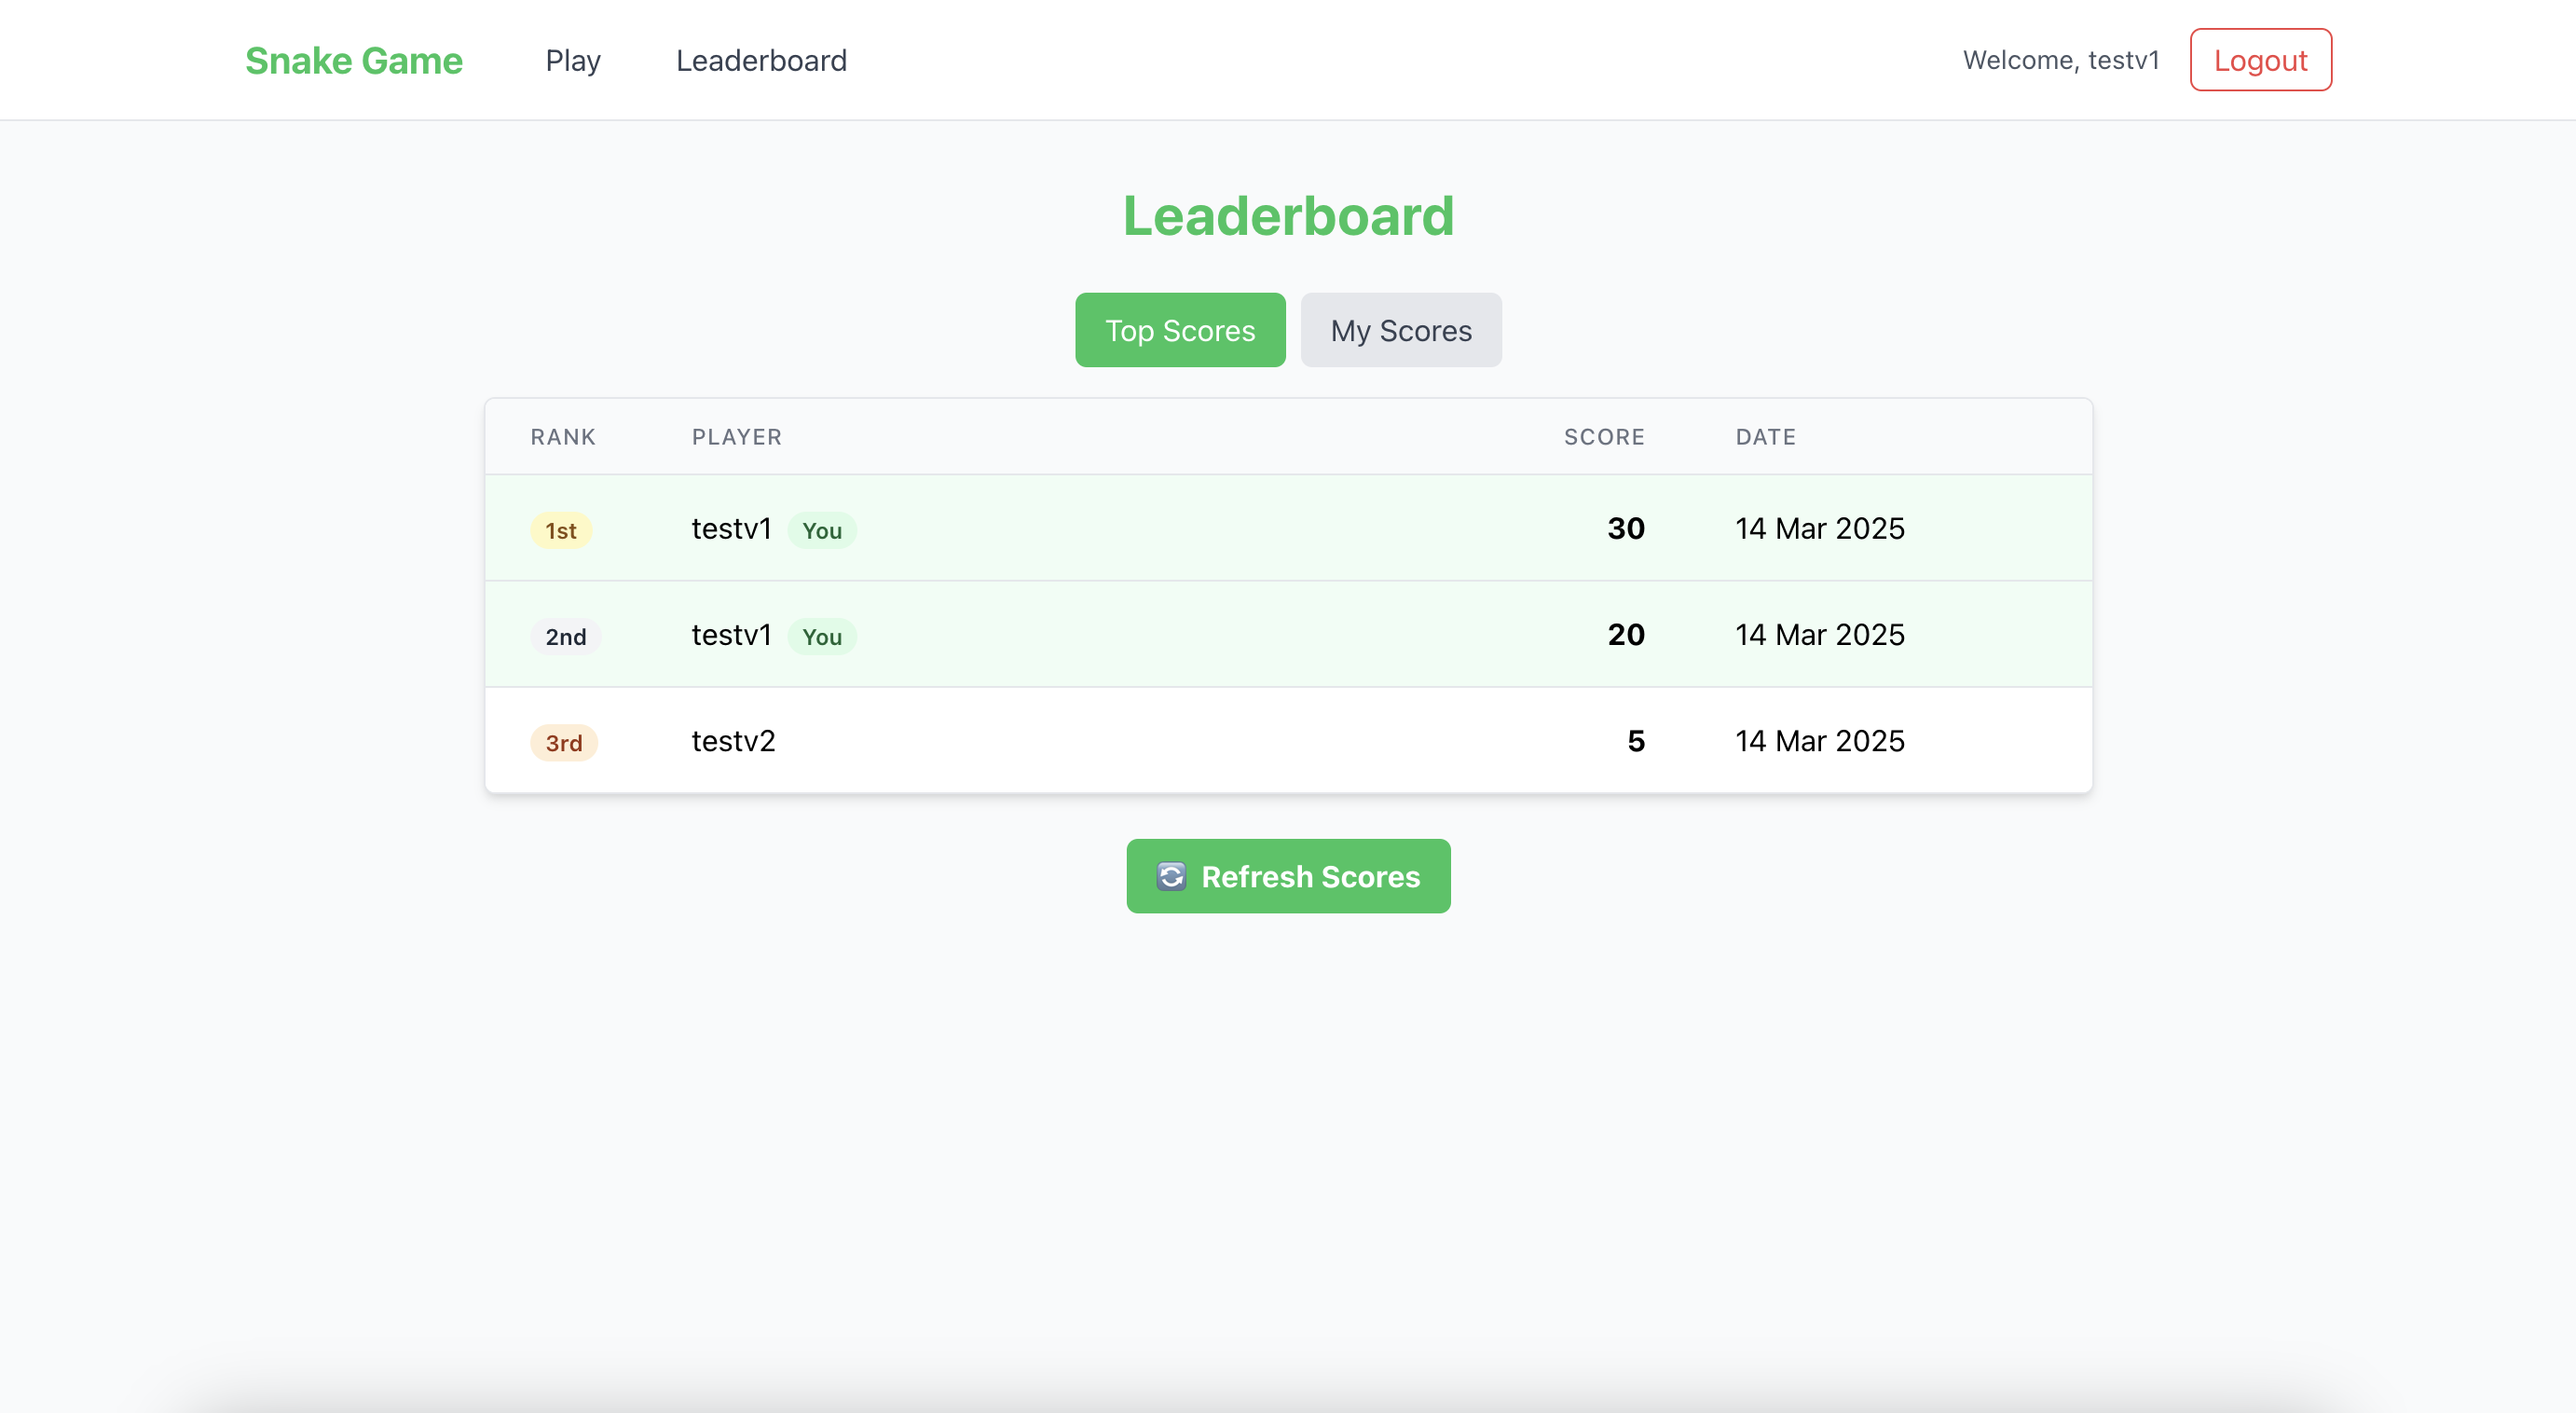 Snake Game Play Leaderboard Welcome, testv1 Logout
Leaderboard
Top Scores My Scores
RANK PLAYER SCORE DATE
1st testv1 You 30 14 Mar 2025
2nd testv1 You 20 14 Mar 2025
3rd testv2 5 14 Mar 2025
Refresh Scores